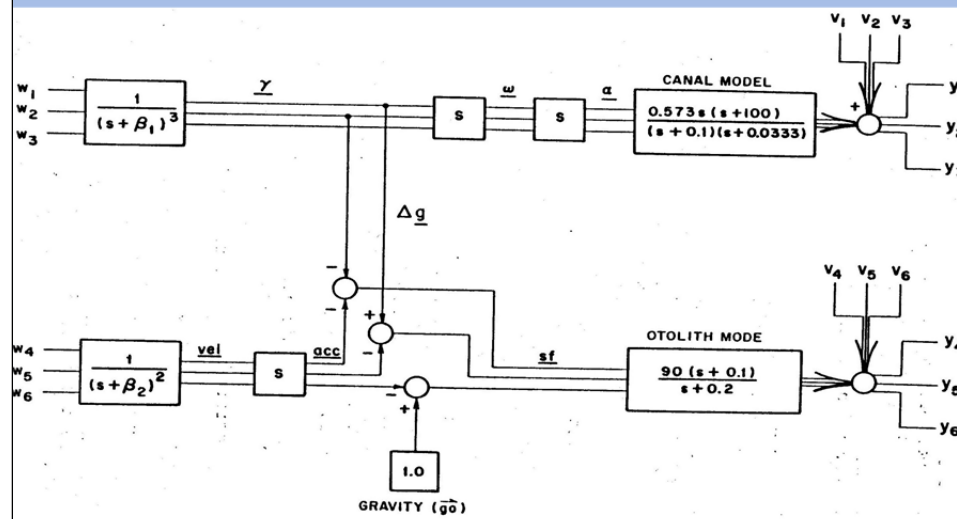 V1 V2 V3
CANAL MODEL
w1
w2
w3
1
(s + β1)^3
γ
s
ω
s
α
0.573 s (s + 100)
(s + 0.1)(s + 0.0333)
+
y
y
y
Δ g
−
−
+
−
V4 V5 V6
OTOLITH MODE
w4
w5
w6
1
(s + β2)^2
vel
s
acc
sf
90 (s + 0.1)
s + 0.2
y
y5
y6
−
+
1.0
GRAVITY (g⃗o)